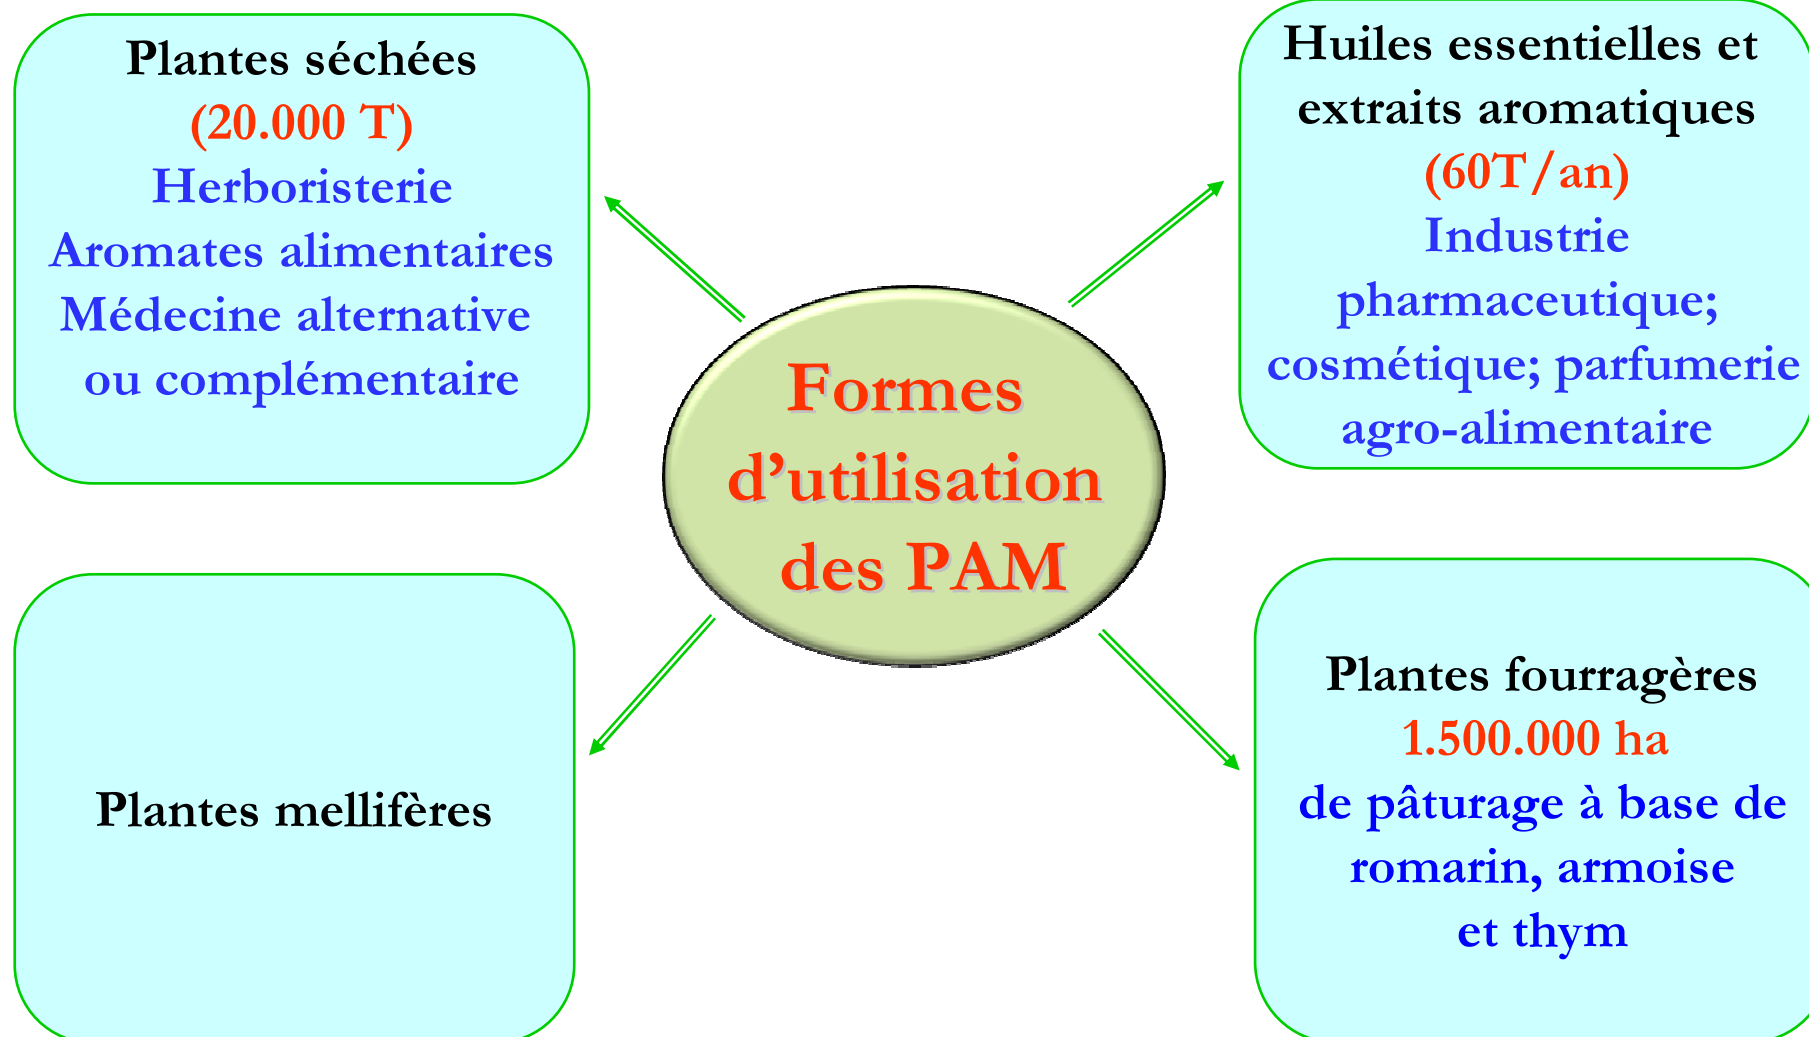 Plantes séchées
(20.000 T)
Herboristerie
Aromates alimentaires
Médecine alternative
ou complémentaire
Huiles essentielles et
extraits aromatiques
(60T/an)
Industrie
pharmaceutique;
cosmétique; parfumerie
agro-alimentaire
Formes
d’utilisation
des PAM
Plantes mellifères
Plantes fourragères
1.500.000 ha
de pâturage à base de
romarin, armoise
et thym